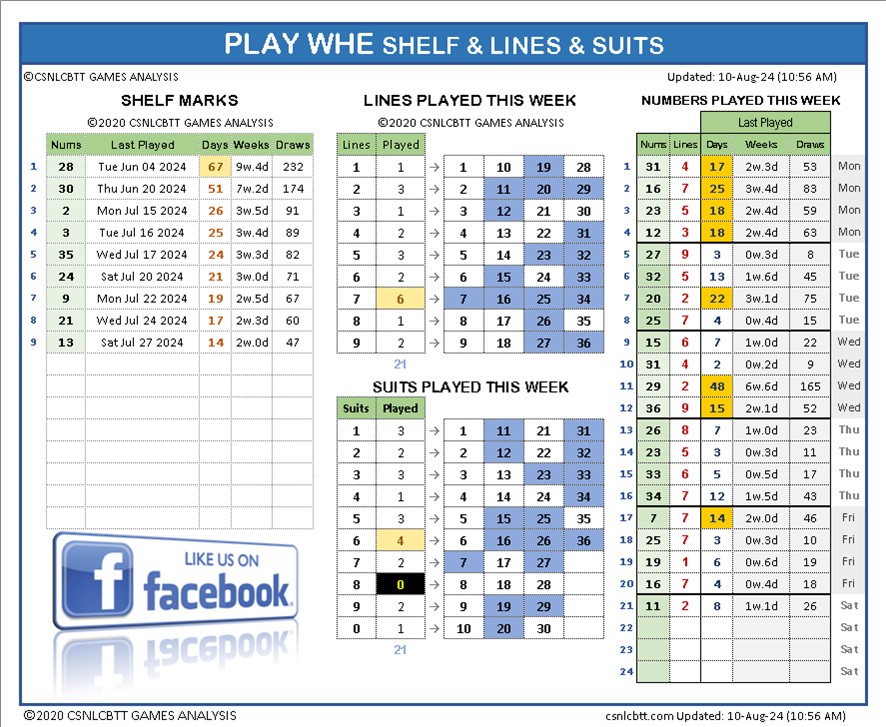 PLAY WHE SHELF & LINES & SUITS
©CSNLCBTT GAMES ANALYSIS
Updated: 10-Aug-24 (10:56 AM)
SHELF MARKS
©2020 CSNLCBTT GAMES ANALYSIS
Nums Last Played Days Weeks Draws
1 28 Tue Jun 04 2024 67 9w.4d 232
2 30 Thu Jun 20 2024 51 7w.2d 174
3 2 Mon Jul 15 2024 26 3w.5d 91
4 3 Tue Jul 16 2024 25 3w.4d 89
5 35 Wed Jul 17 2024 24 3w.3d 82
6 24 Sat Jul 20 2024 21 3w.0d 71
7 9 Mon Jul 22 2024 19 2w.5d 67
8 21 Wed Jul 24 2024 17 2w.3d 60
9 13 Sat Jul 27 2024 14 2w.0d 47
LIKE US ON
facebook.
LINES PLAYED THIS WEEK
©2020 CSNLCBTT GAMES ANALYSIS
Lines Played
1 1 → 1 10 19 28
2 3 → 2 11 20 29
3 1 → 3 12 21 30
4 2 → 4 13 22 31
5 3 → 5 14 23 32
6 2 → 6 15 24 33
7 6 → 7 16 25 34
8 1 → 8 17 26 35
9 2 → 9 18 27 36
21
SUITS PLAYED THIS WEEK
Suits Played
1 3 → 1 11 21 31
2 2 → 2 12 22 32
3 3 → 3 13 23 33
4 1 → 4 14 24 34
5 3 → 5 15 25 35
6 4 → 6 16 26 36
7 2 → 7 17 27
8 0 → 8 18 28
9 2 → 9 19 29
0 1 → 10 20 30
21
NUMBERS PLAYED THIS WEEK
Last Played
Nums Lines Days Weeks Draws
1 31 4 17 2w.3d 53 Mon
2 16 7 25 3w.4d 83 Mon
3 23 5 18 2w.4d 59 Mon
4 12 3 18 2w.4d 63 Mon
5 27 9 3 0w.3d 8 Tue
6 32 5 13 1w.6d 45 Tue
7 20 2 22 3w.1d 75 Tue
8 25 7 4 0w.4d 15 Tue
9 15 6 7 1w.0d 22 Wed
10 31 4 2 0w.2d 9 Wed
11 29 2 48 6w.6d 165 Wed
12 36 9 15 2w.1d 52 Wed
13 26 8 7 1w.0d 23 Thu
14 23 5 3 0w.3d 11 Thu
15 33 6 5 0w.5d 17 Thu
16 34 7 12 1w.5d 43 Thu
17 7 7 14 2w.0d 46 Fri
18 25 7 3 0w.3d 10 Fri
19 19 1 6 0w.6d 19 Fri
20 16 7 4 0w.4d 18 Fri
21 11 2 8 1w.1d 26 Sat
22 Sat
23 Sat
24 Sat
©2020 CSNLCBTT GAMES ANALYSIS
csnlcbtt.com Updated: 10-Aug-24 (10:56 AM)